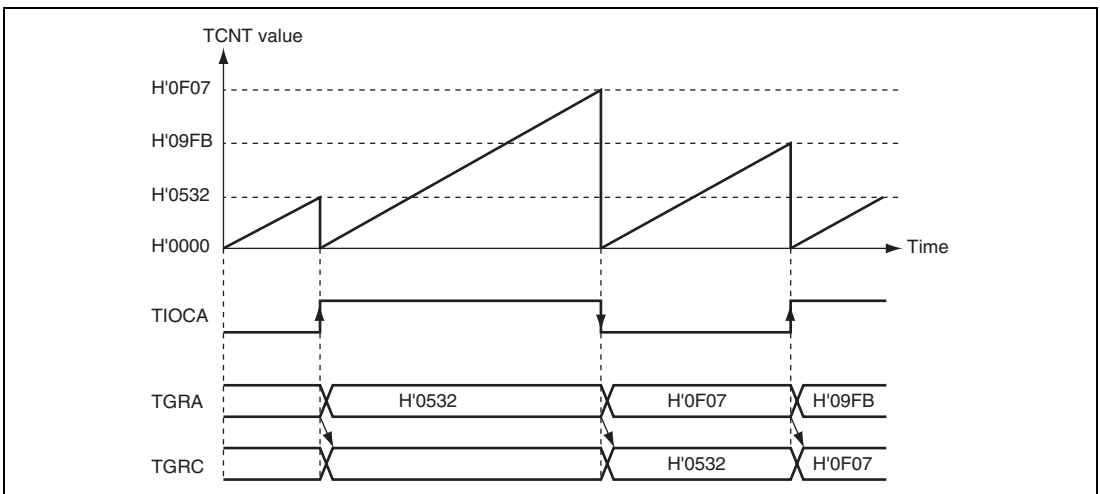 TCNT value
H'0F07
H'09FB
H'0532
H'0000
Time
TIOCA
TGRA
H'0532
H'0F07
H'09FB
TGRC
H'0532
H'0F07